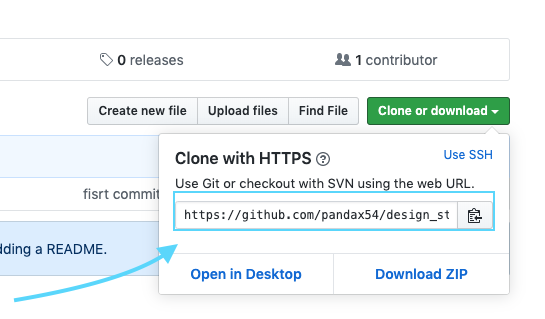 0 releases
1 contributor
Create new file
Upload files
Find File
Clone or download
Clone with HTTPS
Use SSH
Use Git or checkout with SVN using the web URL.
fisrt commit
https://github.com/pandax54/design_st
dding a README.
Open in Desktop
Download ZIP